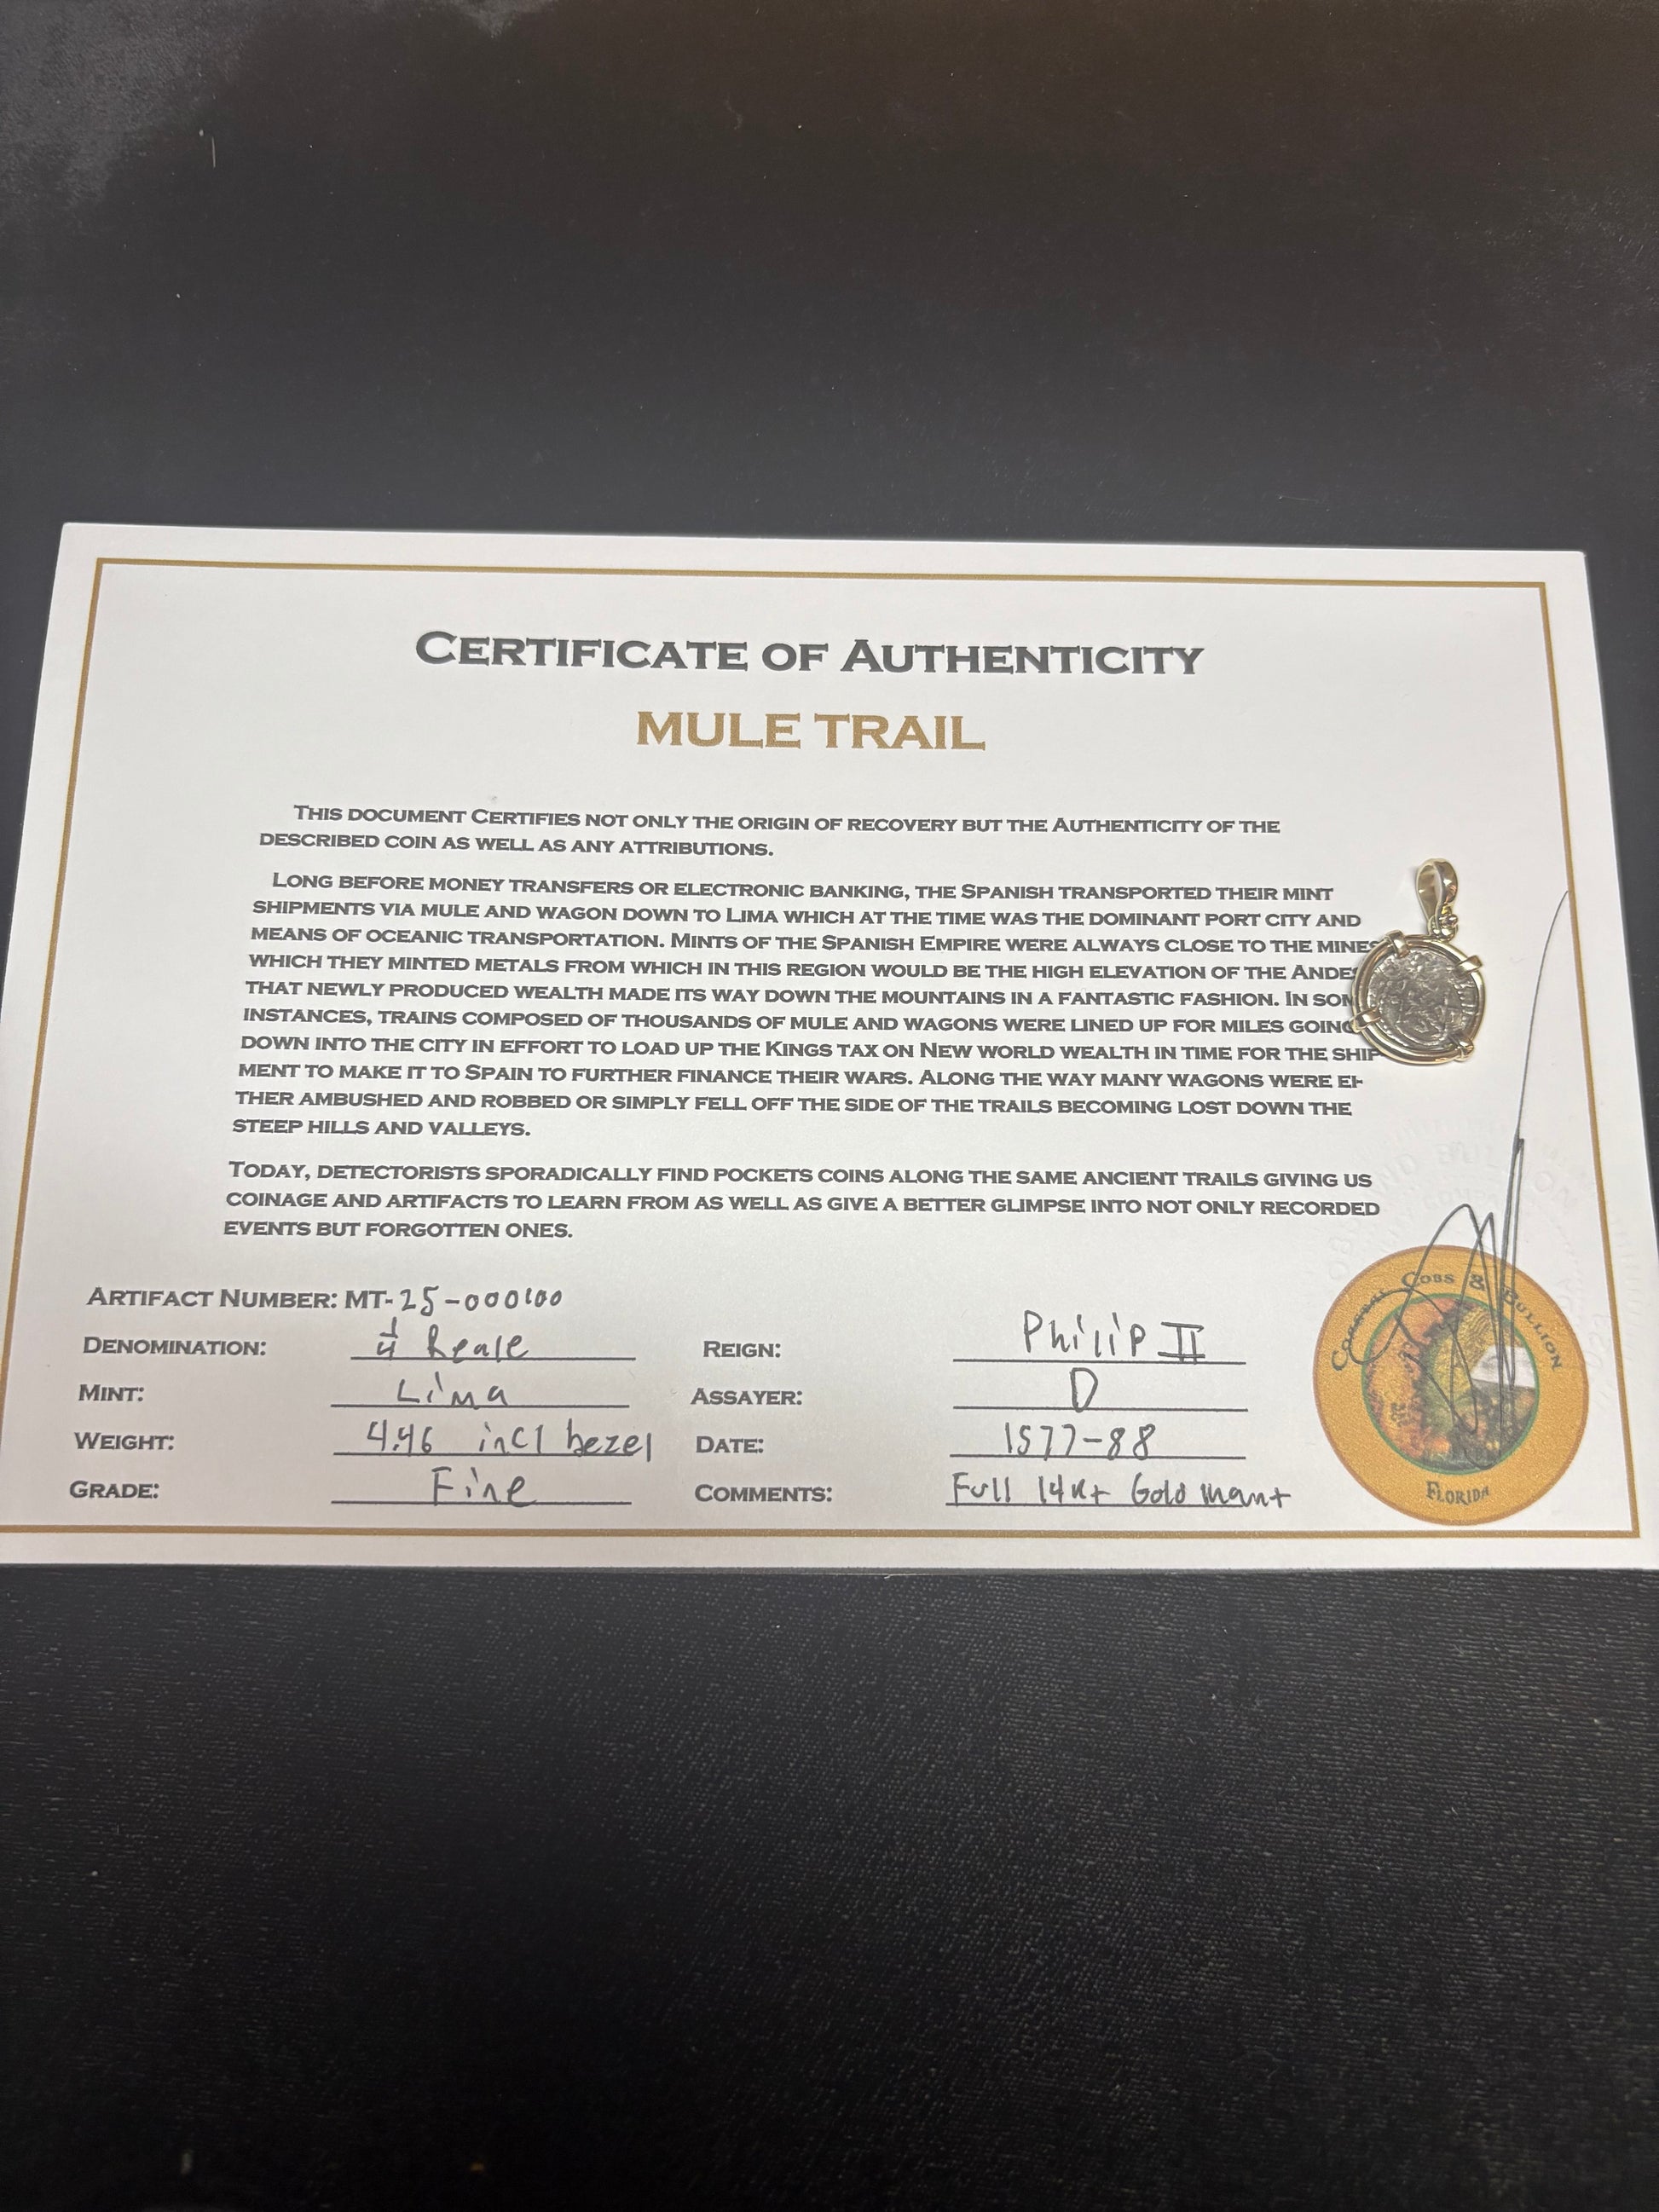 CERTIFICATE OF AUTHENTICITY
MULE TRAIL
THIS DOCUMENT CERTIFIES NOT ONLY THE ORIGIN OF RECOVERY BUT THE AUTHENTICITY OF THE
DESCRIBED COIN AS WELL AS ANY ATTRIBUTIONS.
LONG BEFORE MONEY TRANSFERS OR ELECTRONIC BANKING, THE SPANISH TRANSPORTED THEIR MINT
SHIPMENTS VIA MULE AND WAGON DOWN TO LIMA WHICH AT THE TIME WAS THE DOMINANT PORT CITY AND
MEANS OF OCEANIC TRANSPORTATION. MINTS OF THE SPANISH EMPIRE WERE ALWAYS CLOSE TO THE MINES
WHICH THEY MINTED METALS FROM WHICH IN THIS REGION WOULD BE THE HIGH ELEVATION OF THE ANDES
THAT NEWLY PRODUCED WEALTH MADE ITS WAY DOWN THE MOUNTAINS IN A FANTASTIC FASHION. IN SOM
INSTANCES, TRAINS COMPOSED OF THOUSANDS OF MULE AND WAGONS WERE LINED UP FOR MILES GOING
DOWN INTO THE CITY IN EFFORT TO LOAD UP THE KINGS TAX ON NEW WORLD WEALTH IN TIME FOR THE SHIP
MENT TO MAKE IT TO SPAIN TO FURTHER FINANCE THEIR WARS. ALONG THE WAY MANY WAGONS WERE EI-
THER AMBUSHED AND ROBBED OR SIMPLY FELL OFF THE SIDE OF THE TRAILS BECOMING LOST DOWN THE
STEEP HILLS AND VALLEYS.
TODAY, DETECTORISTS SPORADICALLY FIND POCKETS COINS ALONG THE SAME ANCIENT TRAILS GIVING US
COINAGE AND ARTIFACTS TO LEARN FROM AS WELL AS GIVE A BETTER GLIMPSE INTO NOT ONLY RECORDED
EVENTS BUT FORGOTTEN ONES.
ARTIFACT NUMBER: MT-25-000100
DENOMINATION: 1/4 Reale REIGN: Philip II
MINT: Lima ASSAYER: D
WEIGHT: 4.46 incl bezel DATE: 1577-88
GRADE: Fine COMMENTS: Full 14kt Gold mant
COASTAL COBS & BULLION
FLORIDA